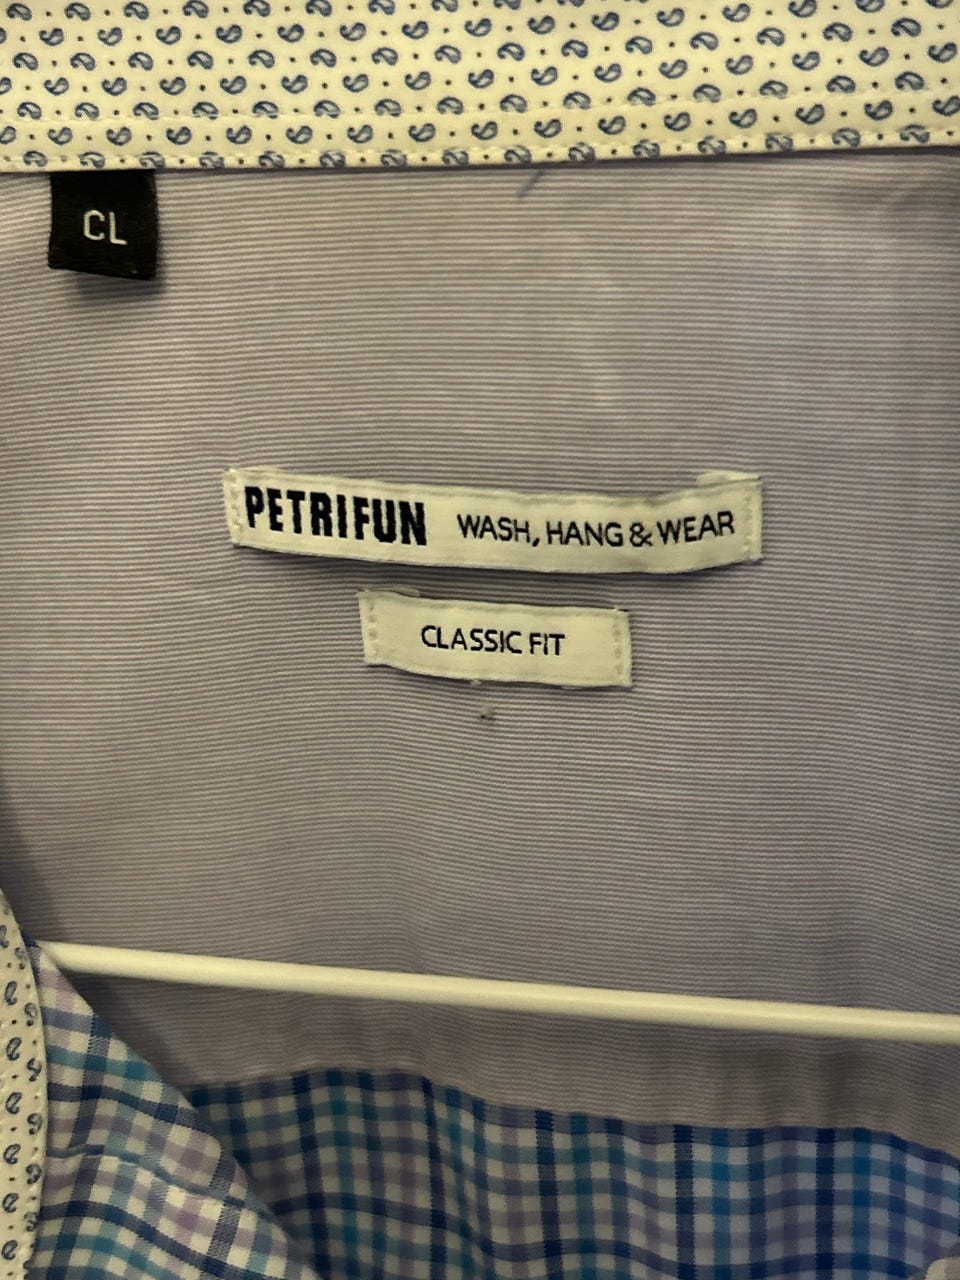 CL
PETRIFUN WASH, HANG & WEAR
CLASSIC FIT